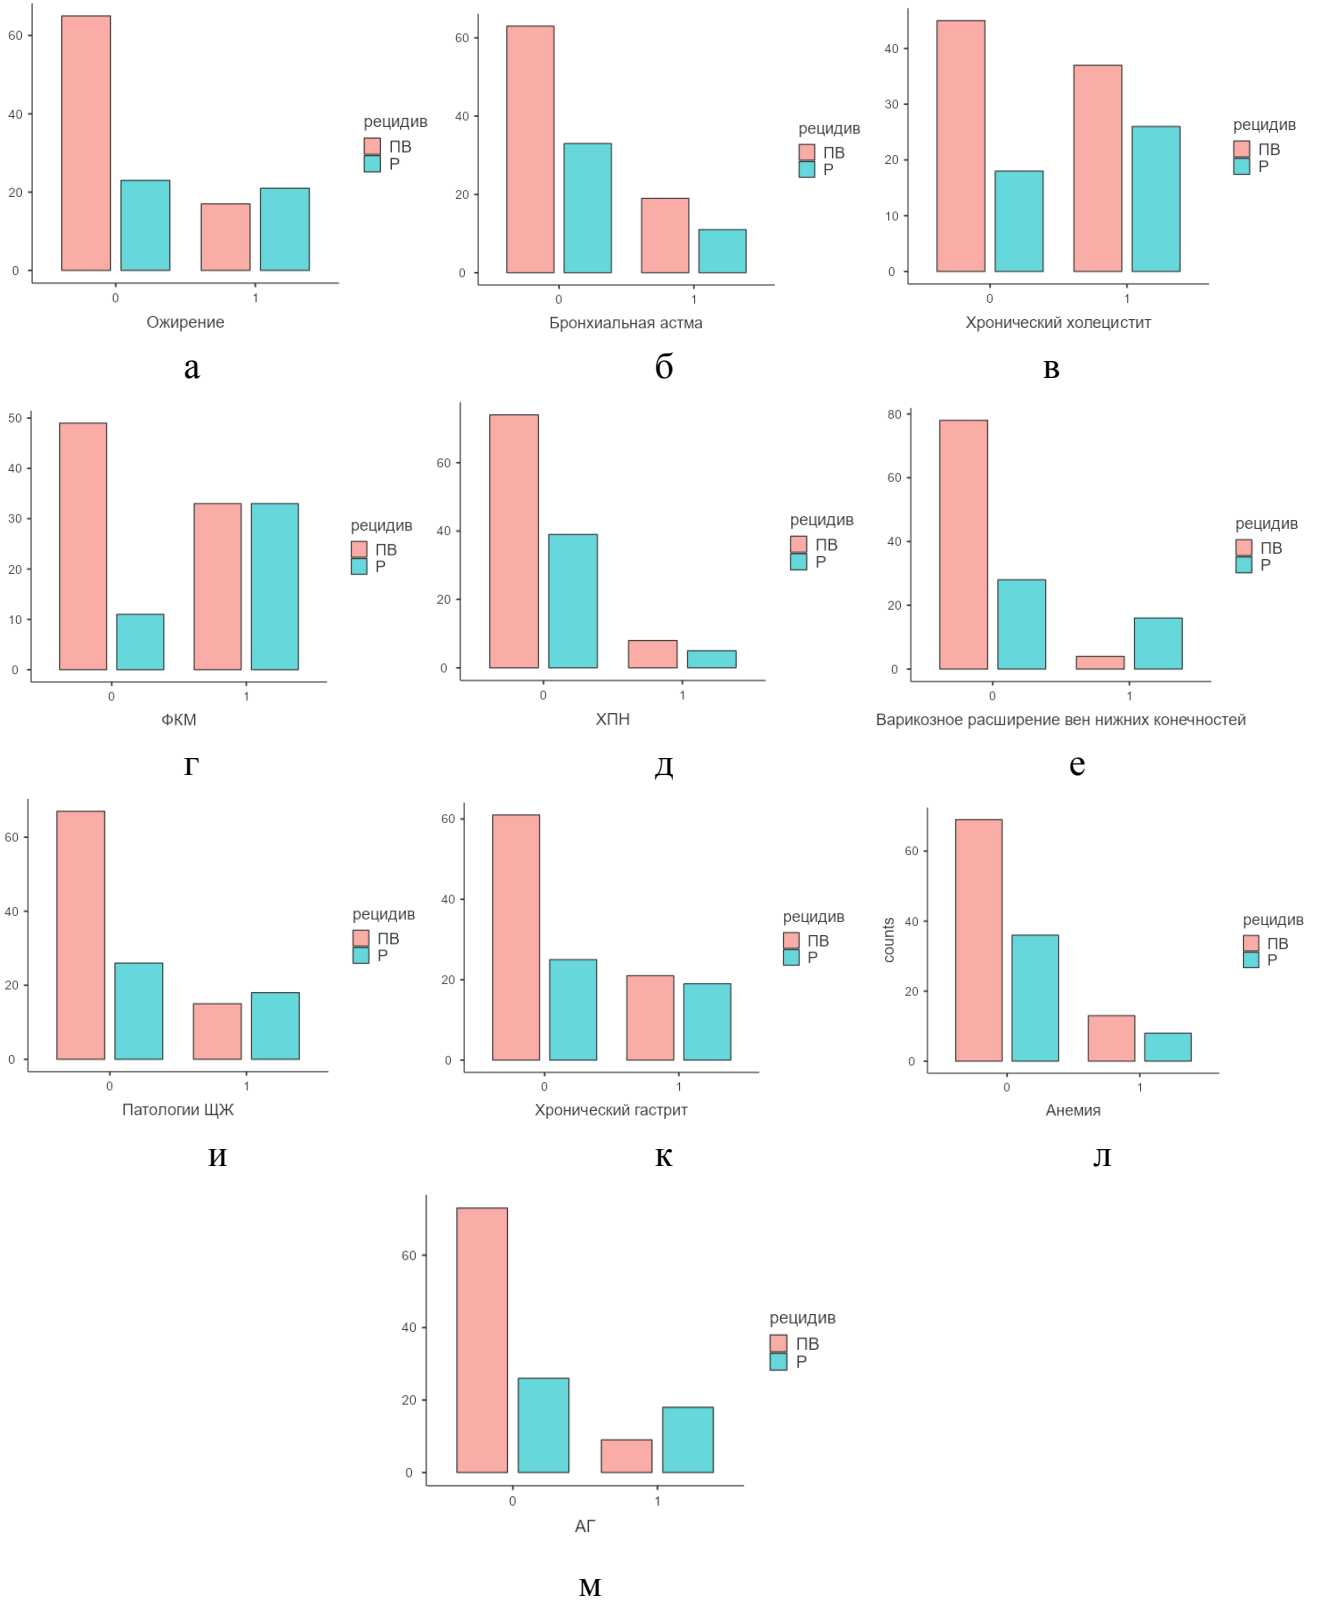 60
40
20
0
0 1
Ожирение
рецидив
ПВ
Р
а
60
40
20
0
0 1
Бронхиальная астма
рецидив
ПВ
Р
б
40
30
20
10
0
0 1
Хронический холецистит
рецидив
ПВ
Р
в
50
40
30
20
10
0
0 1
ФКМ
рецидив
ПВ
Р
г
60
40
20
0
0 1
ХПН
рецидив
ПВ
Р
д
80
60
40
20
0
0 1
Варикозное расширение вен нижних конечностей
рецидив
ПВ
Р
е
60
40
20
0
0 1
Патологии ЩЖ
рецидив
ПВ
Р
и
60
40
20
0
0 1
Хронический гастрит
рецидив
ПВ
Р
к
counts
60
40
20
0
0 1
Анемия
рецидив
ПВ
Р
л
60
40
20
0
0 1
АГ
рецидив
ПВ
Р
м